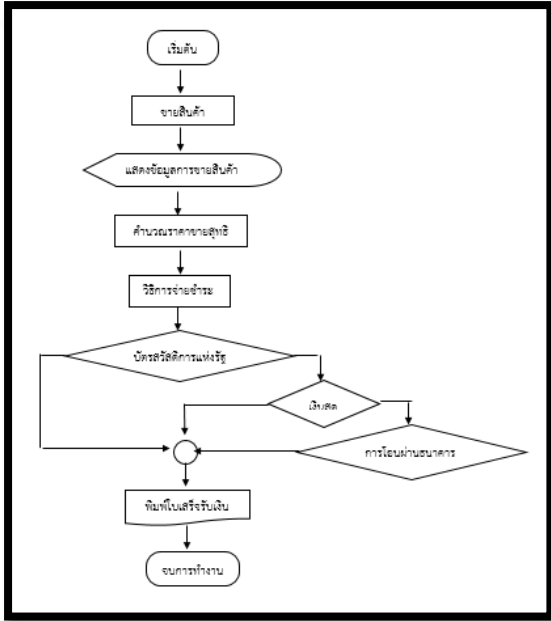 เริ่มต้น
ขายสินค้า
แสดงข้อมูลการขายสินค้า
คำนวณราคาขายสุทธิ
วิธีการจ่ายชำระ
บัตรสวัสดิการแห่งรัฐ
เงินสด
การโอนผ่านธนาคาร
พิมพ์ใบเสร็จรับเงิน
จบการทำงาน